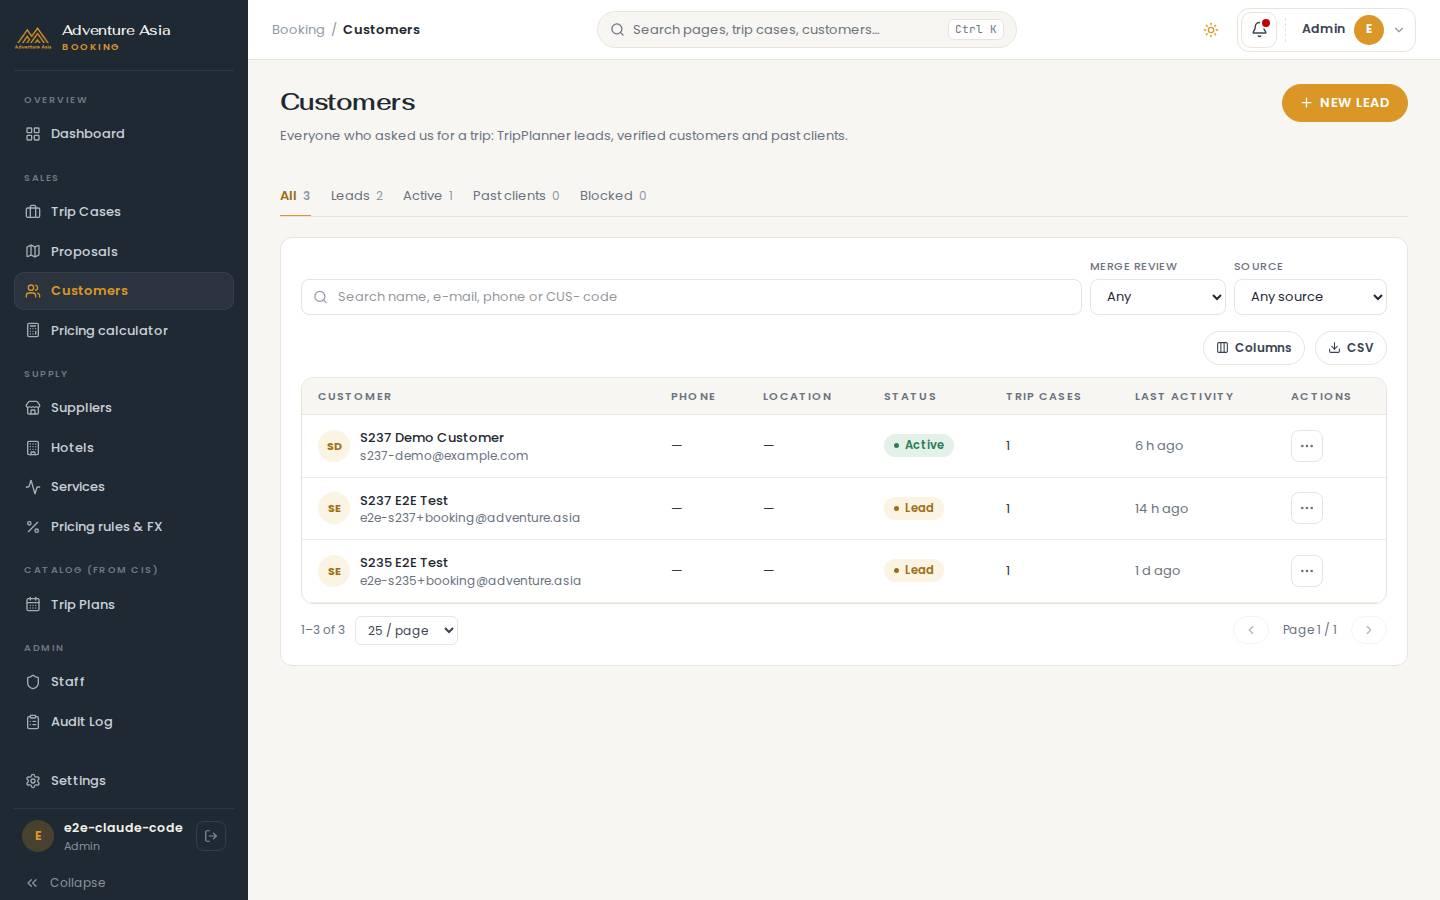 Adventure Asia
Adventure Asia
BOOKING
OVERVIEW
Dashboard
SALES
Trip Cases
Proposals
Customers
Pricing calculator
SUPPLY
Suppliers
Hotels
Services
Pricing rules & FX
CATALOG (FROM CIS)
Trip Plans
ADMIN
Staff
Audit Log
Settings
E e2e-claude-code
Admin
Collapse
Booking / Customers
Search pages, trip cases, customers... Ctrl K
Admin E
Customers
+ NEW LEAD
Everyone who asked us for a trip: TripPlanner leads, verified customers and past clients.
All 3 Leads 2 Active 1 Past clients 0 Blocked 0
MERGE REVIEW SOURCE
Search name, e-mail, phone or CUS- code Any Any source
Columns CSV
CUSTOMER PHONE LOCATION STATUS TRIP CASES LAST ACTIVITY ACTIONS
SD S237 Demo Customer — — Active 1 6 h ago ...
s237-demo@example.com
SE S237 E2E Test — — Lead 1 14 h ago ...
e2e-s237+booking@adventure.asia
SE S235 E2E Test — — Lead 1 1 d ago ...
e2e-s235+booking@adventure.asia
1–3 of 3 25 / page Page 1 / 1